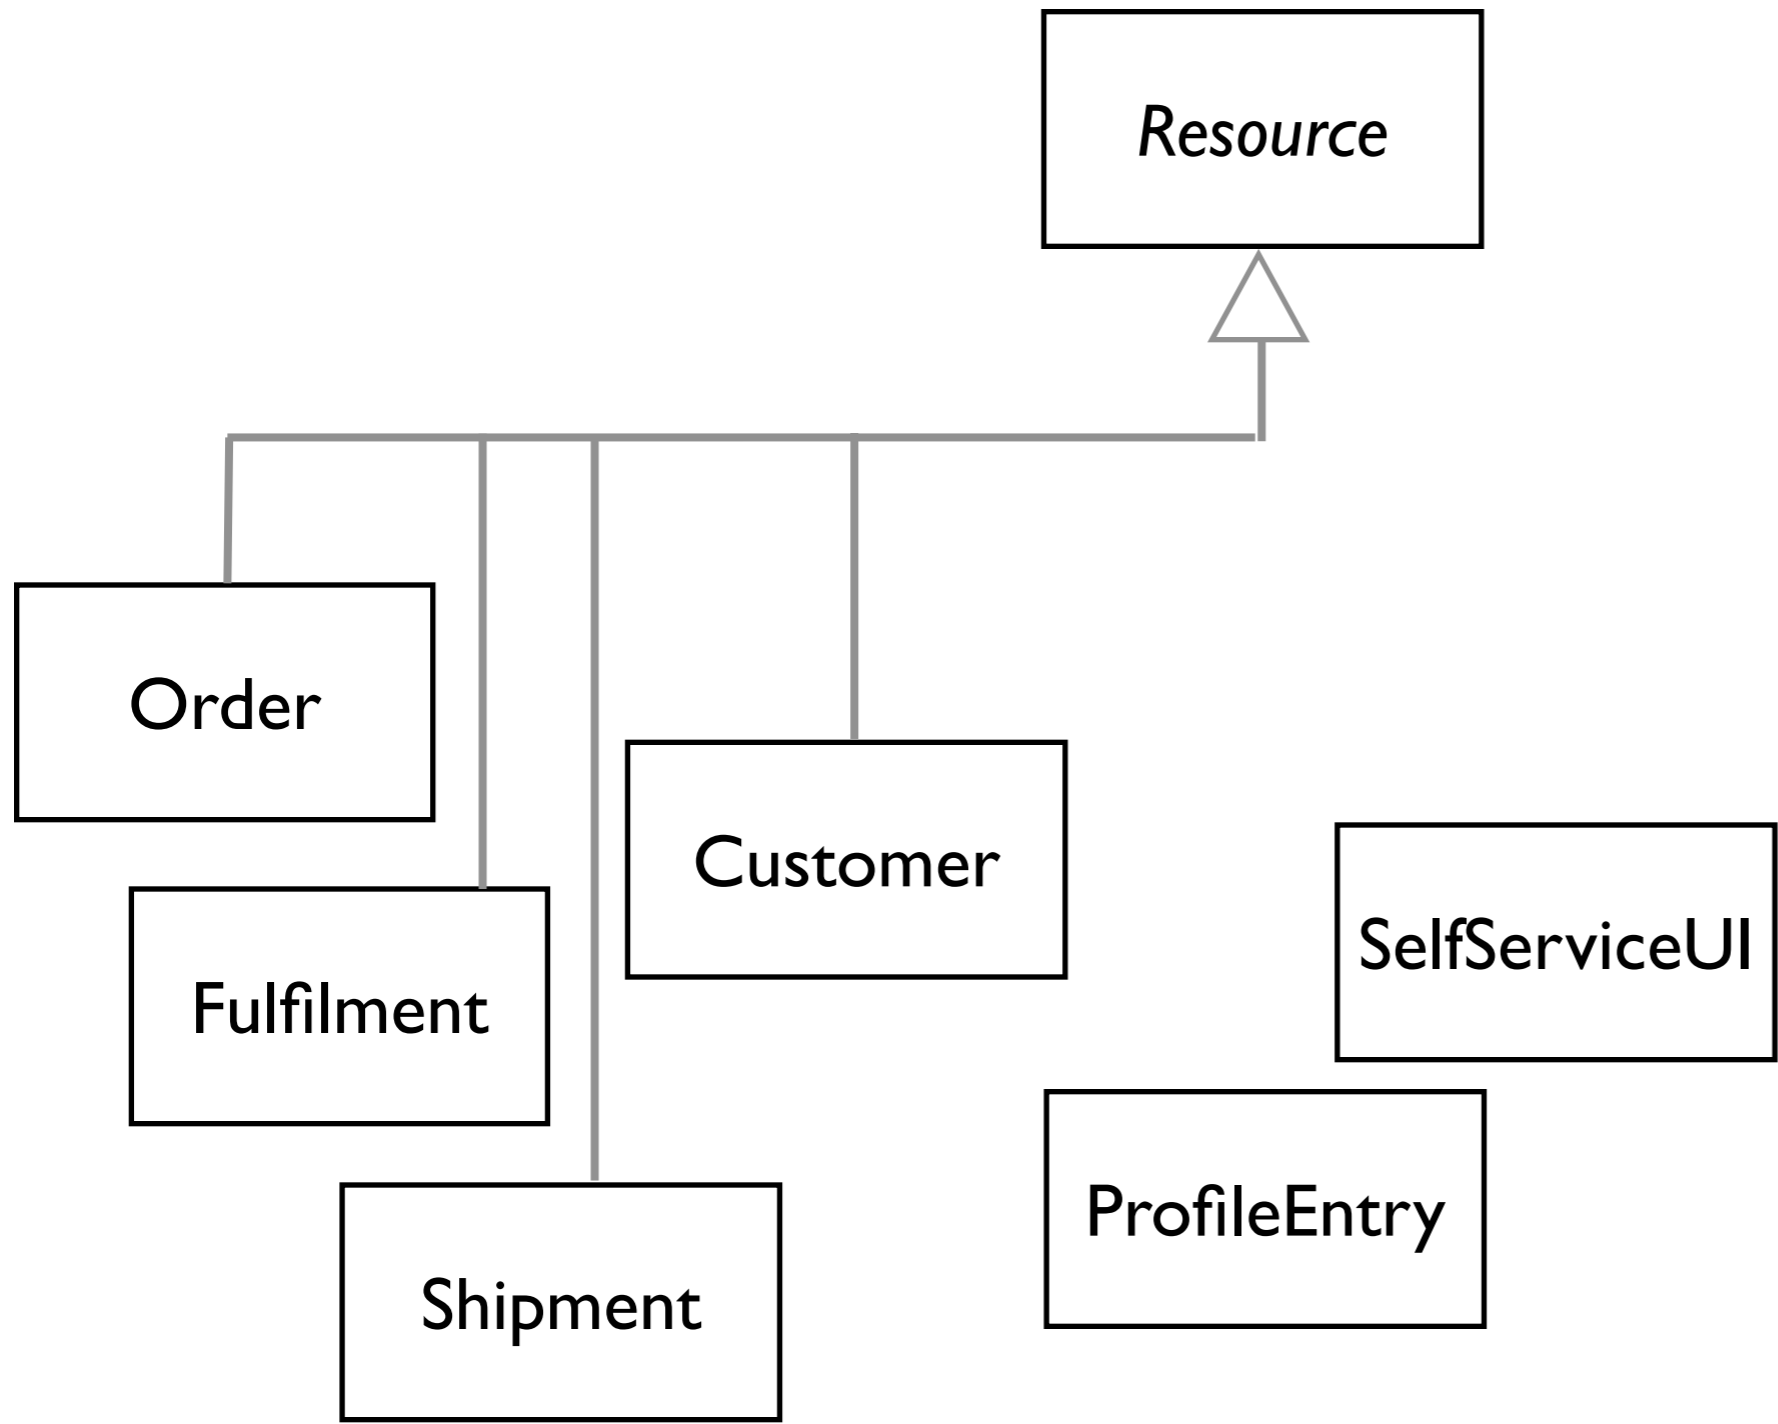 Resource
Order
Customer
SelfServiceUI
Fulfilment
ProfileEntry
Shipment